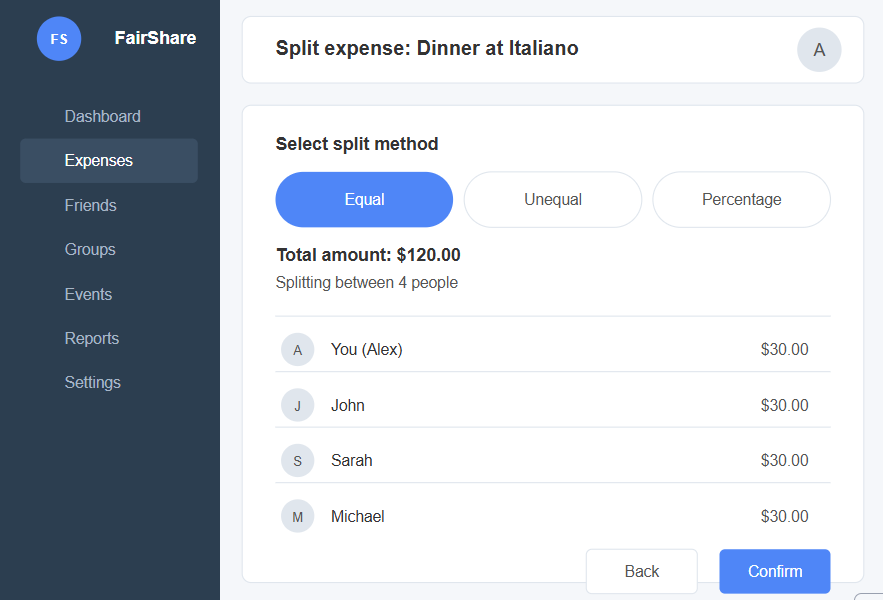 FS
FairShare
Dashboard
Expenses
Friends
Groups
Events
Reports
Settings
Split expense: Dinner at Italiano
A
Select split method
Equal
Unequal
Percentage
Total amount: $120.00
Splitting between 4 people
A You (Alex) $30.00
J John $30.00
S Sarah $30.00
M Michael $30.00
Back
Confirm